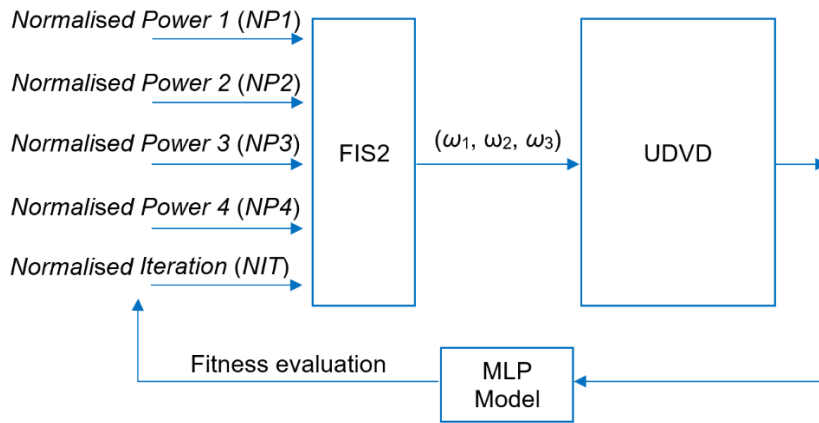 Normalised Power 1 (NP1)
Normalised Power 2 (NP2)
Normalised Power 3 (NP3)
Normalised Power 4 (NP4)
Normalised Iteration (NIT)
FIS2
(ω₁, ω₂, ω₃)
UDVD
Fitness evaluation
MLP
Model